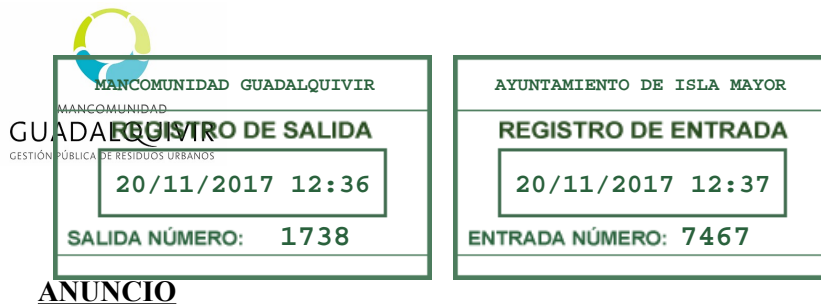 MANCOMUNIDAD GUADALQUIVIR
MANCOMUNIDAD
GUADALQUIVIR
GESTIÓN PÚBLICA DE RESIDUOS URBANOS
REGISTRO DE SALIDA
20/11/2017 12:36
SALIDA NÚMERO: 1738
AYUNTAMIENTO DE ISLA MAYOR
REGISTRO DE ENTRADA
20/11/2017 12:37
ENTRADA NÚMERO: 7467
ANUNCIO